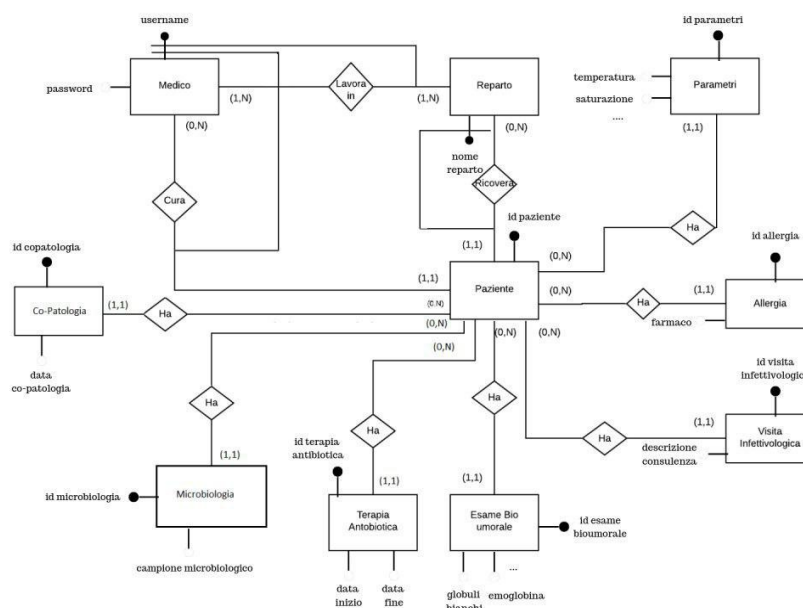 username
id parametri
password
Medico
(1,N)
Lavora
in
(1,N)
Reparto
temperatura
saturazione
....
Parametri
(0,N)
(0,N)
(1,1)
nome
reparto
Cura
Ricovera
id paziente
Ha
id copatologia
(1,1)
(0,N)
id allergia
Co-Patologia
(1,1)
Ha
(1,1)
(0,N)
Paziente
(0,N)
Ha
(1,1)
Allergia
farmaco
(0,N)
(0,N)
(0,N)
(0,N)
data
co-patologia
id visita
infettivologic
Ha
Ha
Ha
Ha
(1,1)
Visita
Infettivologica
descrizione
consulenza
id terapia
antibiotica
(1,1)
(1,1)
(1,1)
id microbiologia
Microbiologia
Terapia
Antobiotica
Esame Bio
umorale
id esame
bioumorale
campione microbiologico
data
inizio
data
fine
globuli
bianchi
...
emoglobina